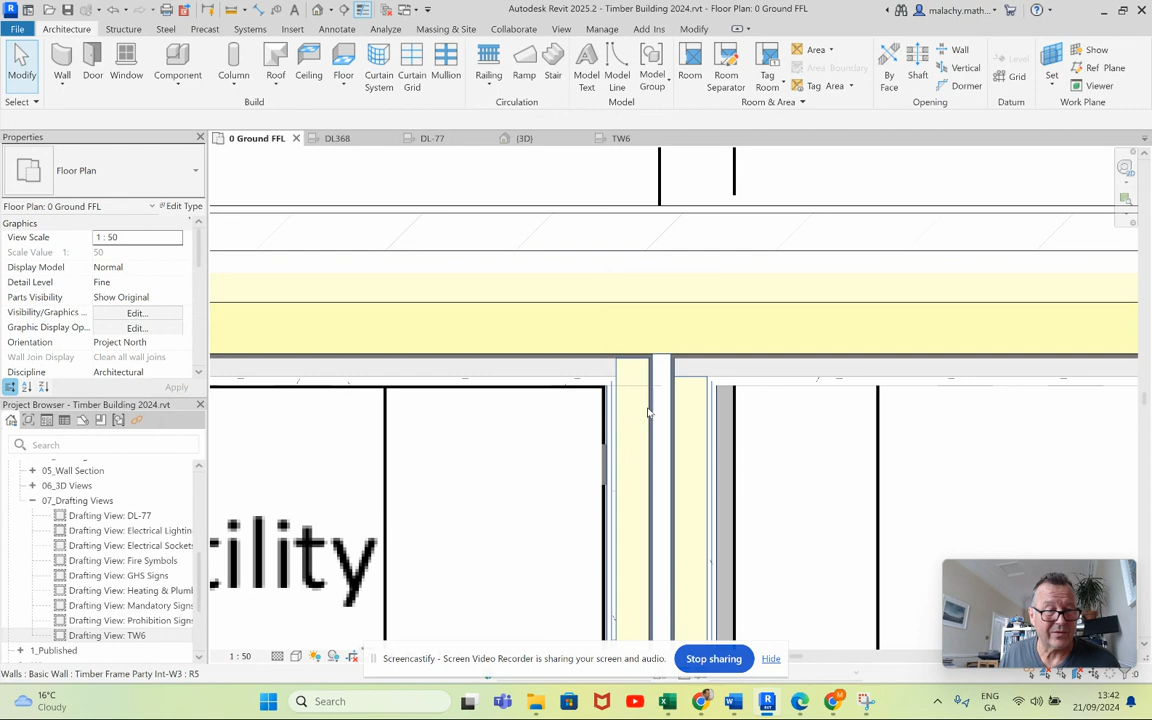 Autodesk Revit 2025.2 - Timber Building 2024.rvt - Floor Plan: 0 Ground FFL
malachy.math...
File Architecture Structure Steel Precast Systems Insert Annotate Analyze Massing & Site Collaborate View Manage Add Ins Modify
Modify Wall Door Window Component Column Roof Ceiling Floor Curtain System Curtain Grid Mullion Railing Ramp Stair Model Text Model Line Model Group Room Room Separator Tag Room Area Area Boundary Tag Area By Face Shaft Wall Vertical Dormer Level Grid Set Show Ref Plane Viewer
Select Build Circulation Model Room & Area Opening Datum Work Plane
Properties
0 Ground FFL DL368 DL-77 (3D) TW6
Floor Plan
Floor Plan: 0 Ground FFL Edit Type
Graphics
View Scale 1 : 50
Scale Value 1: 50
Display Model Normal
Detail Level Fine
Parts Visibility Show Original
Visibility/Graphics ... Edit...
Graphic Display Op... Edit...
Orientation Project North
Wall Join Display Clean all wall joins
Discipline Architectural
Apply
Project Browser - Timber Building 2024.rvt
Search
05_Wall Section
06_3D Views
07_Drafting Views
Drafting View: DL-77
Drafting View: Electrical Lightin
Drafting View: Electrical Sockets
Drafting View: Fire Symbols
Drafting View: GHS Signs
Drafting View: Heating & Plum
Drafting View: Mandatory Signs
Drafting View: Prohibition Signs
Drafting View: TW6
1_Published
cility
1 : 50
Screencastify - Screen Video Recorder is sharing your screen and audio. Stop sharing Hide
Walls : Basic Wall : Timber Frame Party Int-W3 : R5
16°C
Cloudy
Search
ENG
GA
13:42
21/09/2024